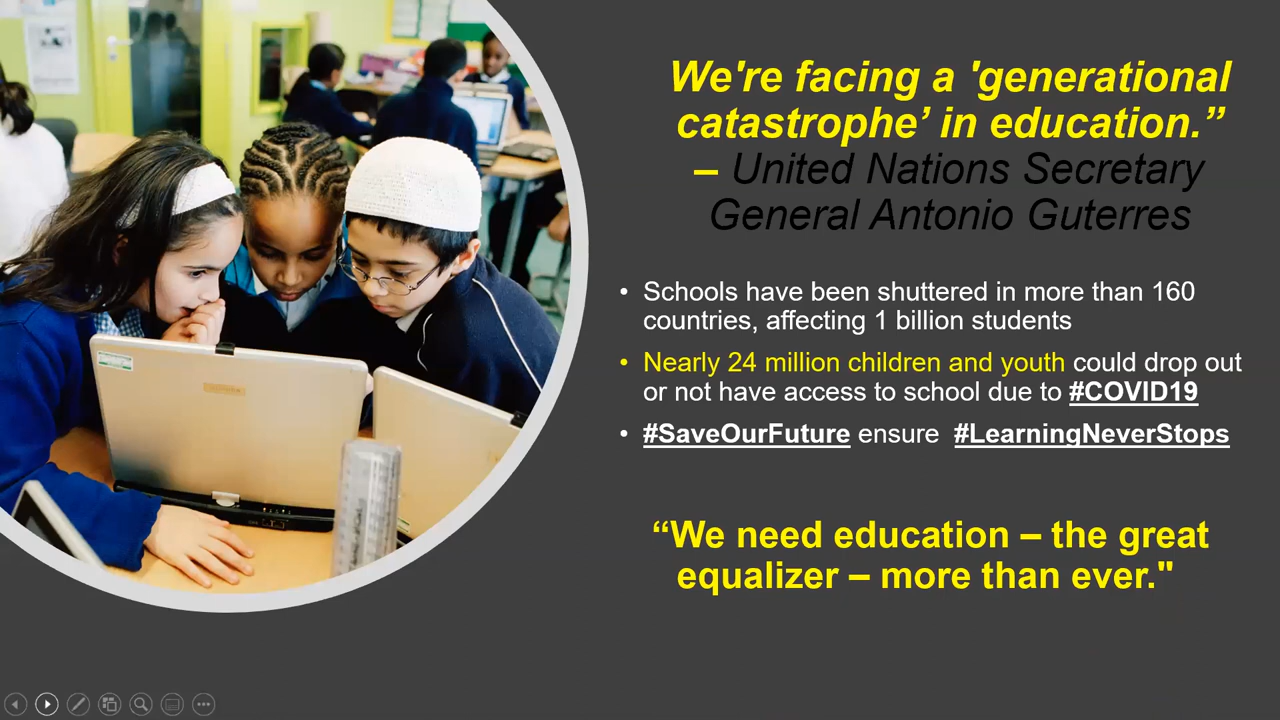 We're facing a 'generational
catastrophe’ in education.”
– United Nations Secretary
General Antonio Guterres
• Schools have been shuttered in more than 160
countries, affecting 1 billion students
• Nearly 24 million children and youth could drop out
or not have access to school due to #COVID19
• #SaveOurFuture ensure #LearningNeverStops
“We need education – the great
equalizer – more than ever."